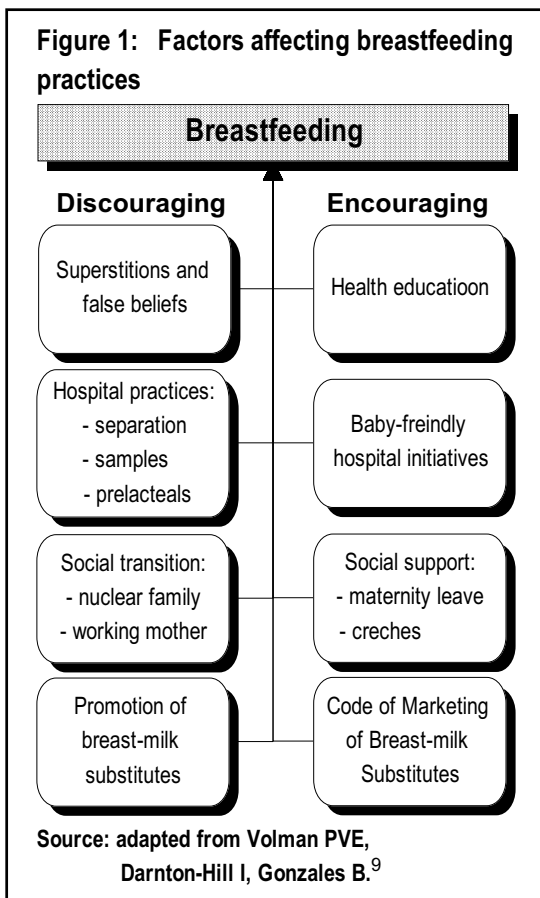 Figure 1: Factors affecting breastfeeding
practices
Breastfeeding
Discouraging
Encouraging
Superstitions and
false beliefs
Health educatioon
Hospital practices:
- separation
- samples
- prelacteals
Baby-freindly
hospital initiatives
Social transition:
- nuclear family
- working mother
Social support:
- maternity leave
- creches
Promotion of
breast-milk
substitutes
Code of Marketing
of Breast-milk
Substitutes
Source: adapted from Volman PVE,
Darnton-Hill I, Gonzales B.9